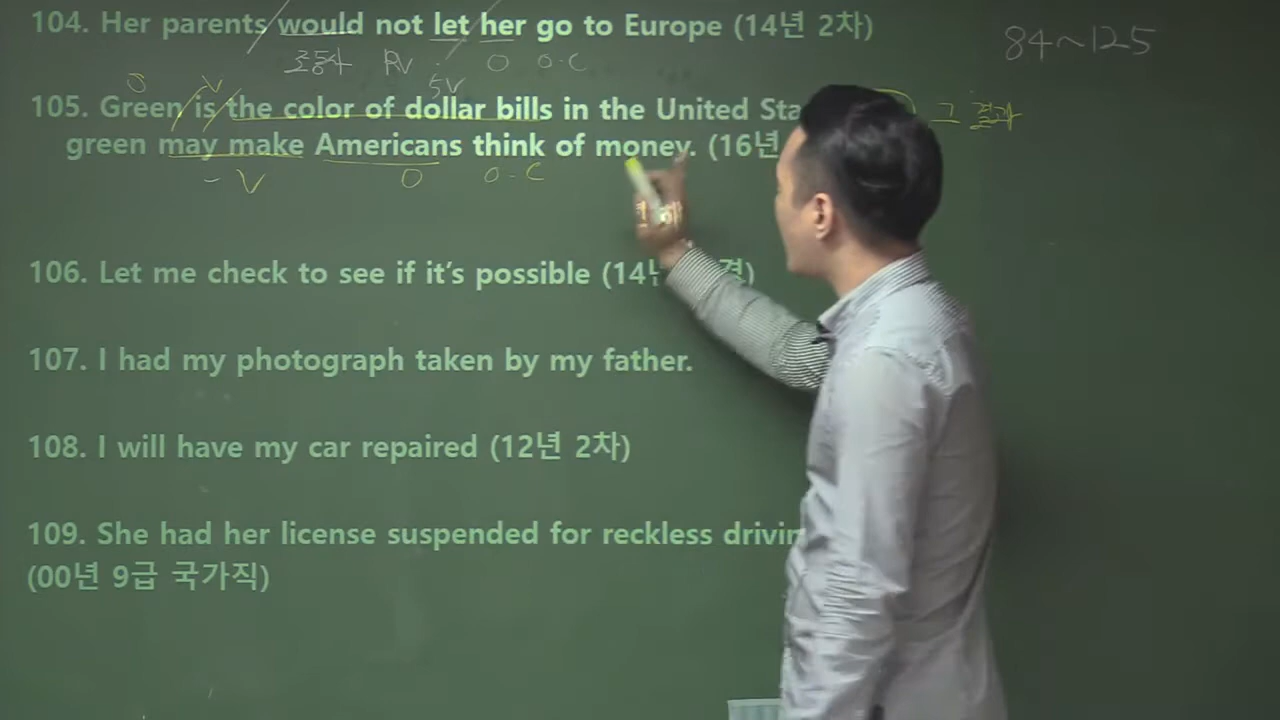 104. Her parents would not let her go to Europe (14년 2차)
84~125
조동사 RV O O·C
S V 5V
105. Green is the color of dollar bills in the United 그 결과
green may make Americans think of money. (16년
V O O-C
106. Let me check to see if it's possible
107. I had my photograph taken by my father.
108. I will have my car repaired (12년 2차)
109. She had her license suspended for reckless
(00년 9급 국가직)